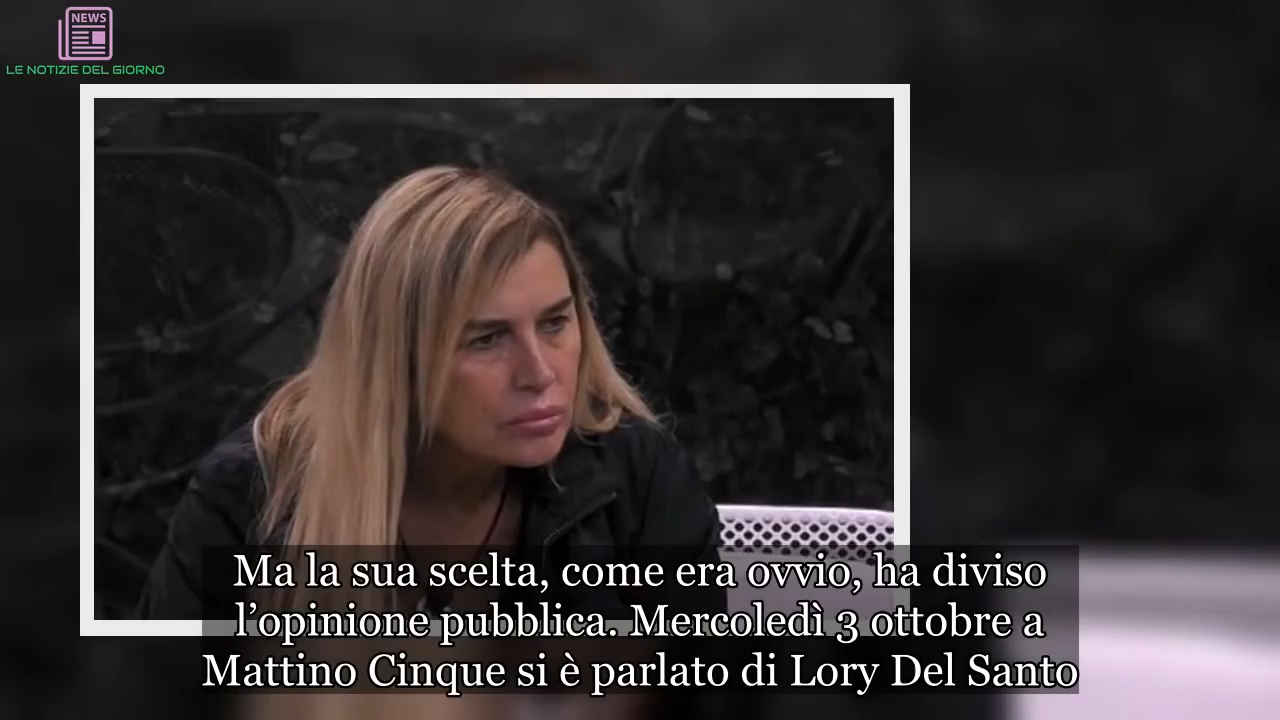 NEWS
LE NOTIZIE DEL GIORNO
Ma la sua scelta, come era ovvio, ha diviso
l’opinione pubblica. Mercoledì 3 ottobre a
Mattino Cinque si è parlato di Lory Del Santo